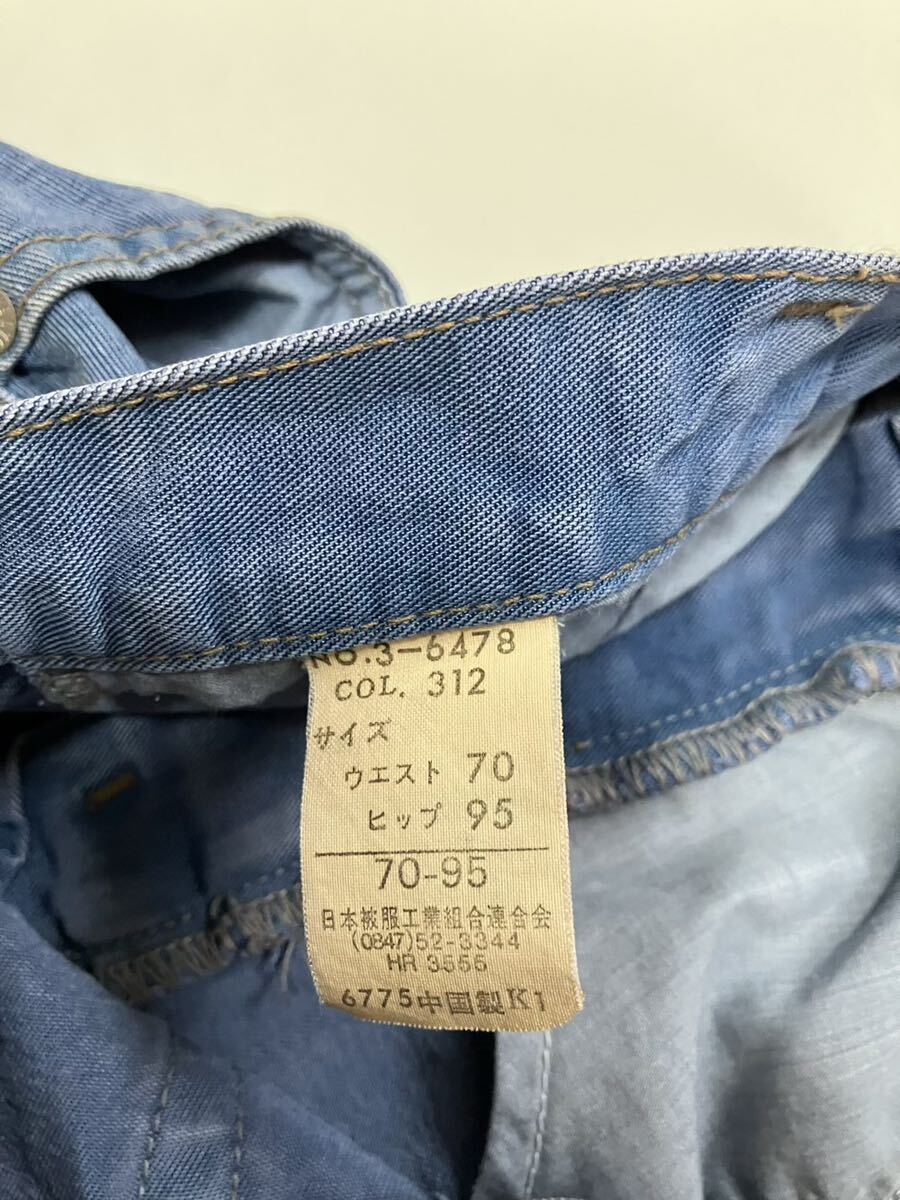 NO.3-6478
COL. 312
サイズ
ウエスト 70
ヒップ 95
70-95
日本被服工業組合連合会
(0847)52-3344
HR 3555
6775中国製K1